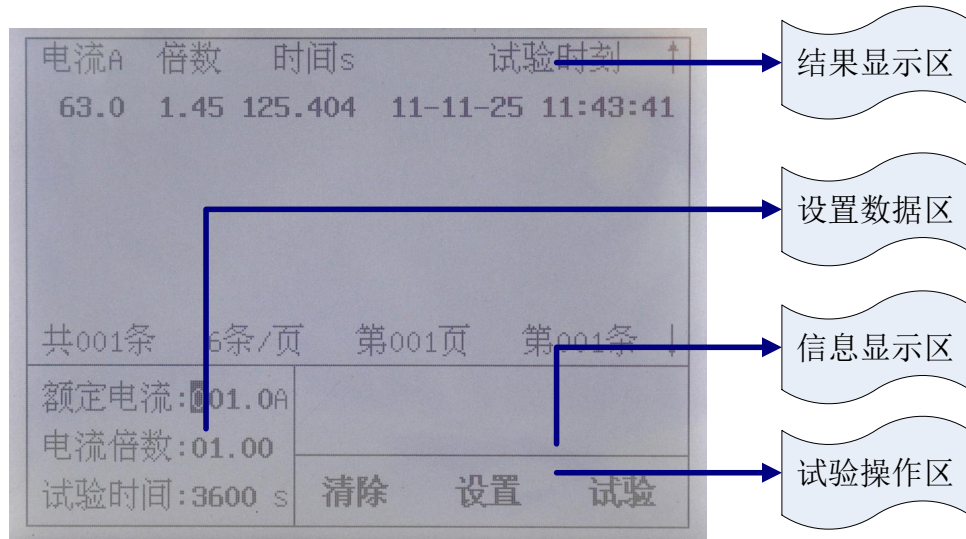 电流A 倍数 时间s 试验时刻 ↑
63.0 1.45 125.404 11-11-25 11:43:41
共001条 6条/页 第001页 第001条 ↓
额定电流:001.0A
电流倍数:01.00
试验时间:3600 s
清除 设置 试验
结果显示区
设置数据区
信息显示区
试验操作区